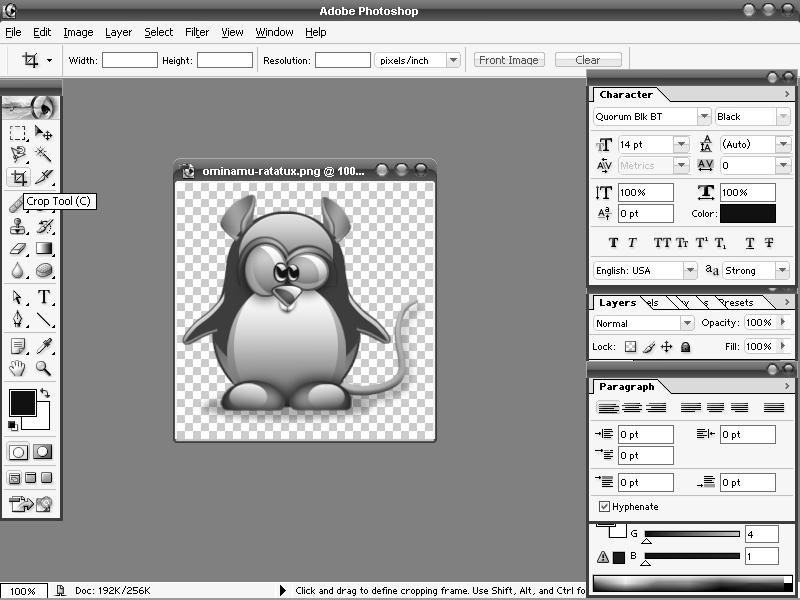 Adobe Photoshop
File Edit Image Layer Select Filter View Window Help
Width: Height: Resolution: pixels/inch Front Image Clear
Character
Quorum Blk BT Black
14 pt (Auto)
Metrics 0
100% 100%
0 pt Color:
T T TT Tr T¹ T₁ T T
English: USA aa Strong
ominamu-ratatux.png @ 100...
Crop Tool (C)
T
Layers els s resets
Normal Opacity: 100%
Lock: Fill: 100%
Paragraph
0 pt 0 pt
0 pt
0 pt 0 pt
Hyphenate
G 4
B 1
100% Doc: 192K/256K Click and drag to define cropping frame. Use Shift, Alt, and Ctrl fo